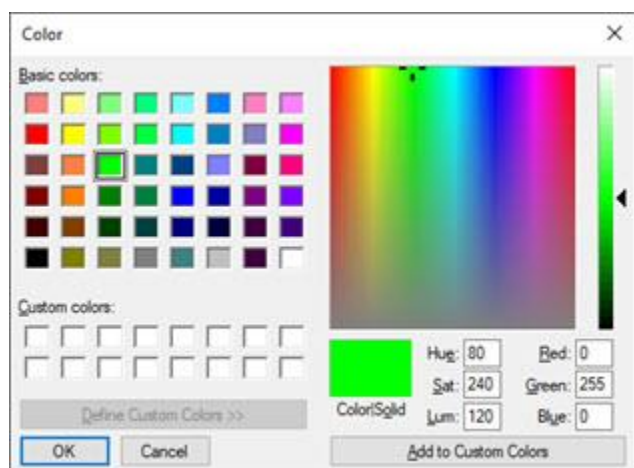 Color
Basic colors:
Custom colors:
Define Custom Colors >>
OK
Cancel
Color|Solid
Hue: 80
Sat: 240
Lum: 120
Red: 0
Green: 255
Blue: 0
Add to Custom Colors